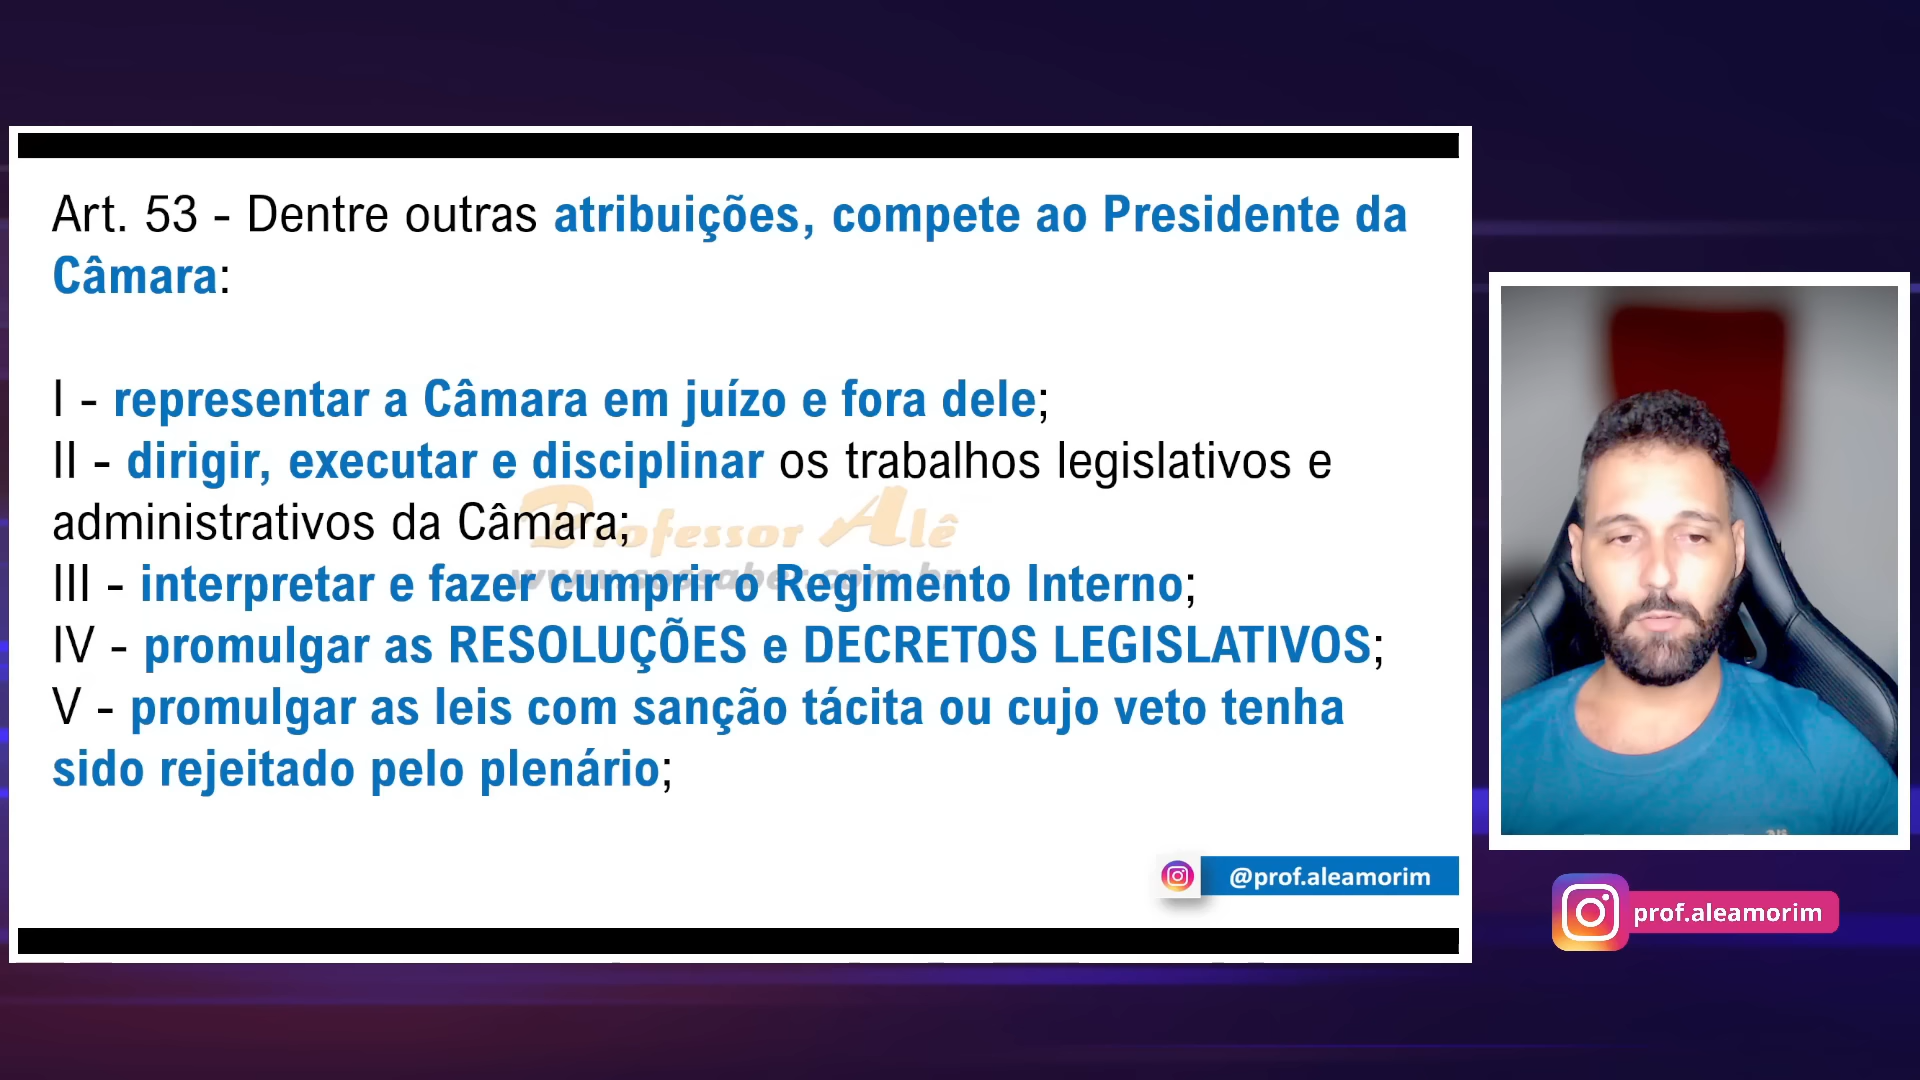 Art. 53 - Dentre outras atribuições, compete ao Presidente da
Câmara:
I - representar a Câmara em juízo e fora dele;
II - dirigir, executar e disciplinar os trabalhos legislativos e
administrativos da Câmara;
Professor Alê
III - interpretar e fazer cumprir o Regimento Interno;
IV - promulgar as RESOLUÇÕES e DECRETOS LEGISLATIVOS;
V - promulgar as leis com sanção tácita ou cujo veto tenha
sido rejeitado pelo plenário;
@prof.aleamorim
prof.aleamorim